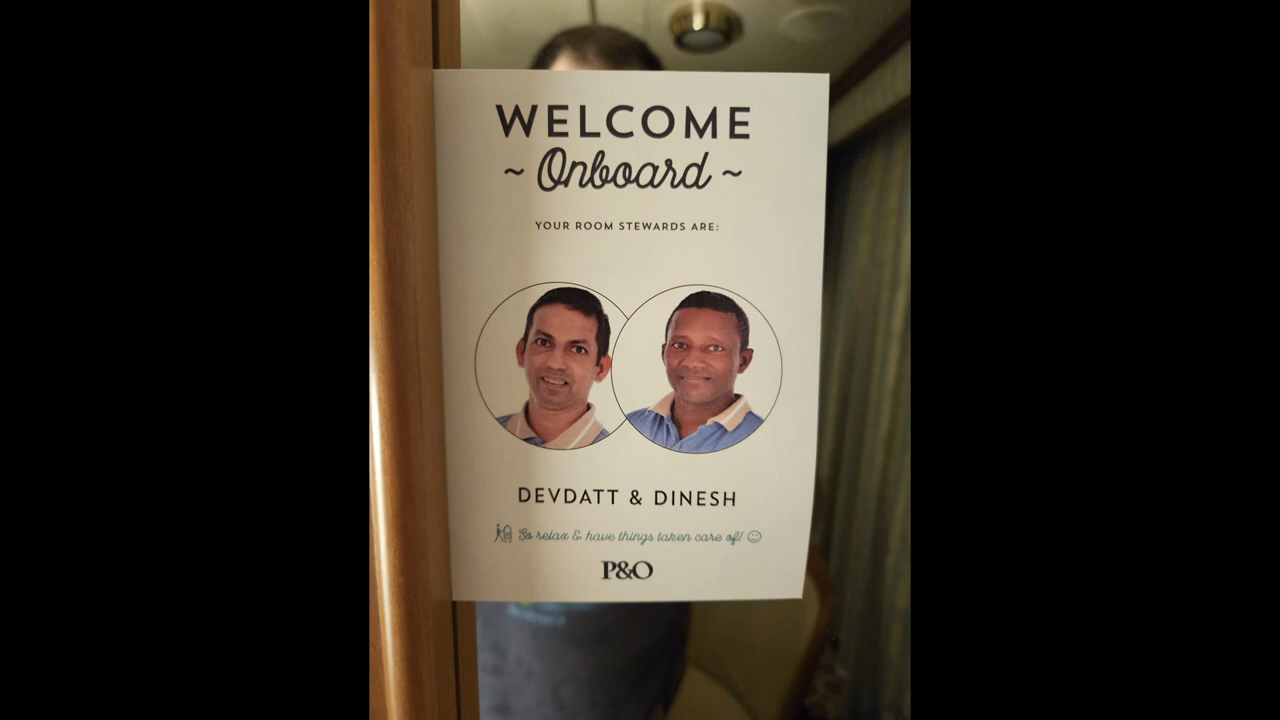 WELCOME
~ Onboard ~
YOUR ROOM STEWARDS ARE:
DEVDATT & DINESH
So relax & have things taken care of! ☺
P&O